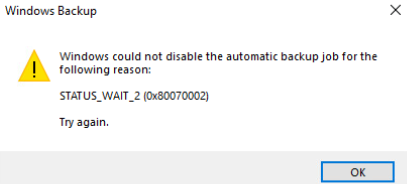 Windows Backup
Windows could not disable the automatic backup job for the
following reason:
STATUS_WAIT_2 (0x80070002)
Try again.
OK